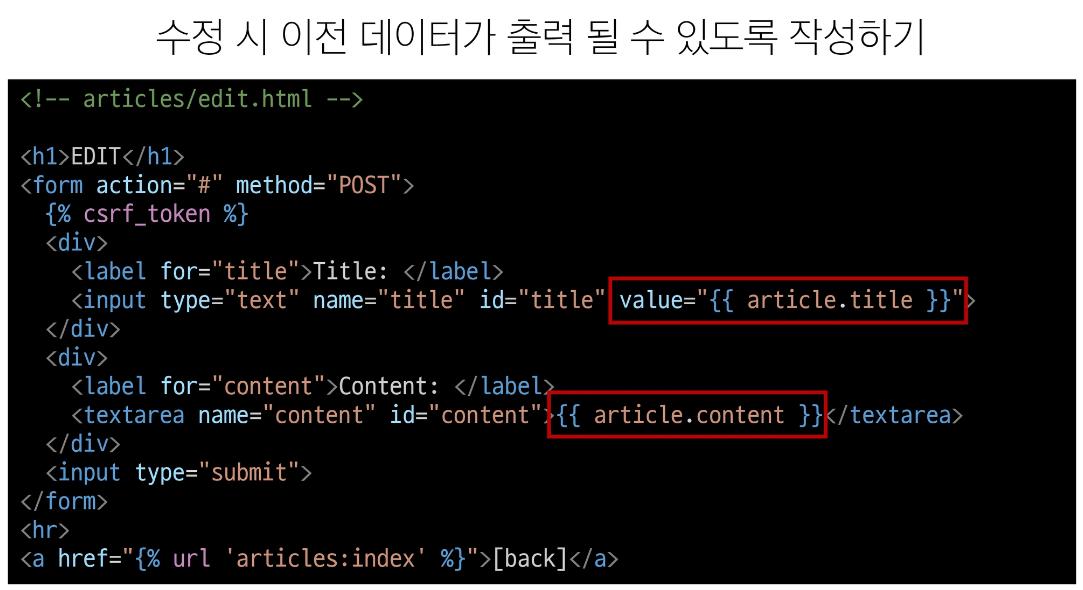 수정 시 이전 데이터가 출력 될 수 있도록 작성하기
<!-- articles/edit.html -->
<h1>EDIT</h1>
<form action="#" method="POST">
  {% csrf_token %}
  <div>
    <label for="title">Title: </label>
    <input type="text" name="title" id="title" value="{{ article.title }}">
  </div>
  <div>
    <label for="content">Content: </label>
    <textarea name="content" id="content">{{ article.content }}</textarea>
  </div>
  <input type="submit">
</form>
<hr>
<a href="{% url 'articles:index' %}">[back]</a>